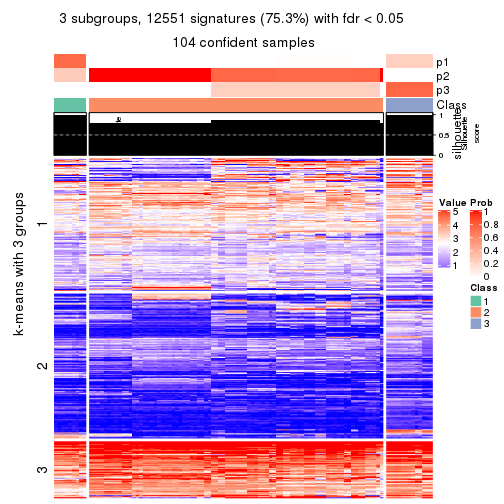 3 subgroups, 12551 signatures (75.3%) with fdr < 0.05
104 confident samples
p1
p2
p3
Class
1
0.5
0
silhouette
Silhouette
score
k-means with 3 groups
1
2
3
Value
5
4
3
2
1
Prob
1
0.8
0.6
0.4
0.2
0
Class
1
2
3